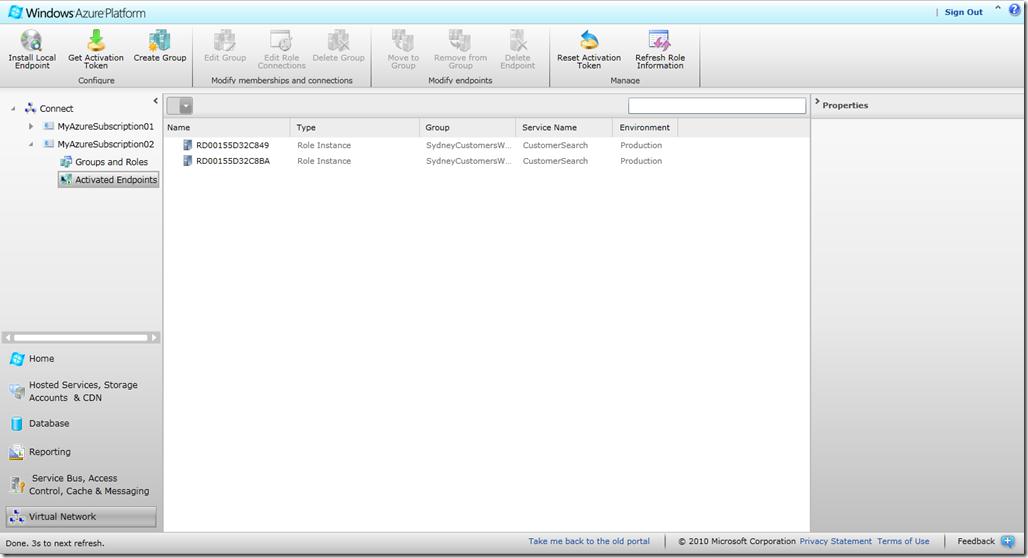 Windows Azure Platform
Sign Out
Install Local Endpoint
Get Activation Token
Create Group
Configure
Edit Group
Edit Role Connections
Delete Group
Modify memberships and connections
Move to Group
Remove from Group
Delete Endpoint
Modify endpoints
Reset Activation Token
Refresh Role Information
Manage
Connect
MyAzureSubscription01
MyAzureSubscription02
Groups and Roles
Activated Endpoints
Name Type Group Service Name Environment
RD00155D32C849 Role Instance SydneyCustomersW... CustomerSearch Production
RD00155D32C8BA Role Instance SydneyCustomersW... CustomerSearch Production
Properties
Home
Hosted Services, Storage
Accounts & CDN
Database
Reporting
Service Bus, Access
Control, Cache & Messaging
Virtual Network
Done. 3s to next refresh.
Take me back to the old portal
© 2010 Microsoft Corporation Privacy Statement Terms of Use
Feedback